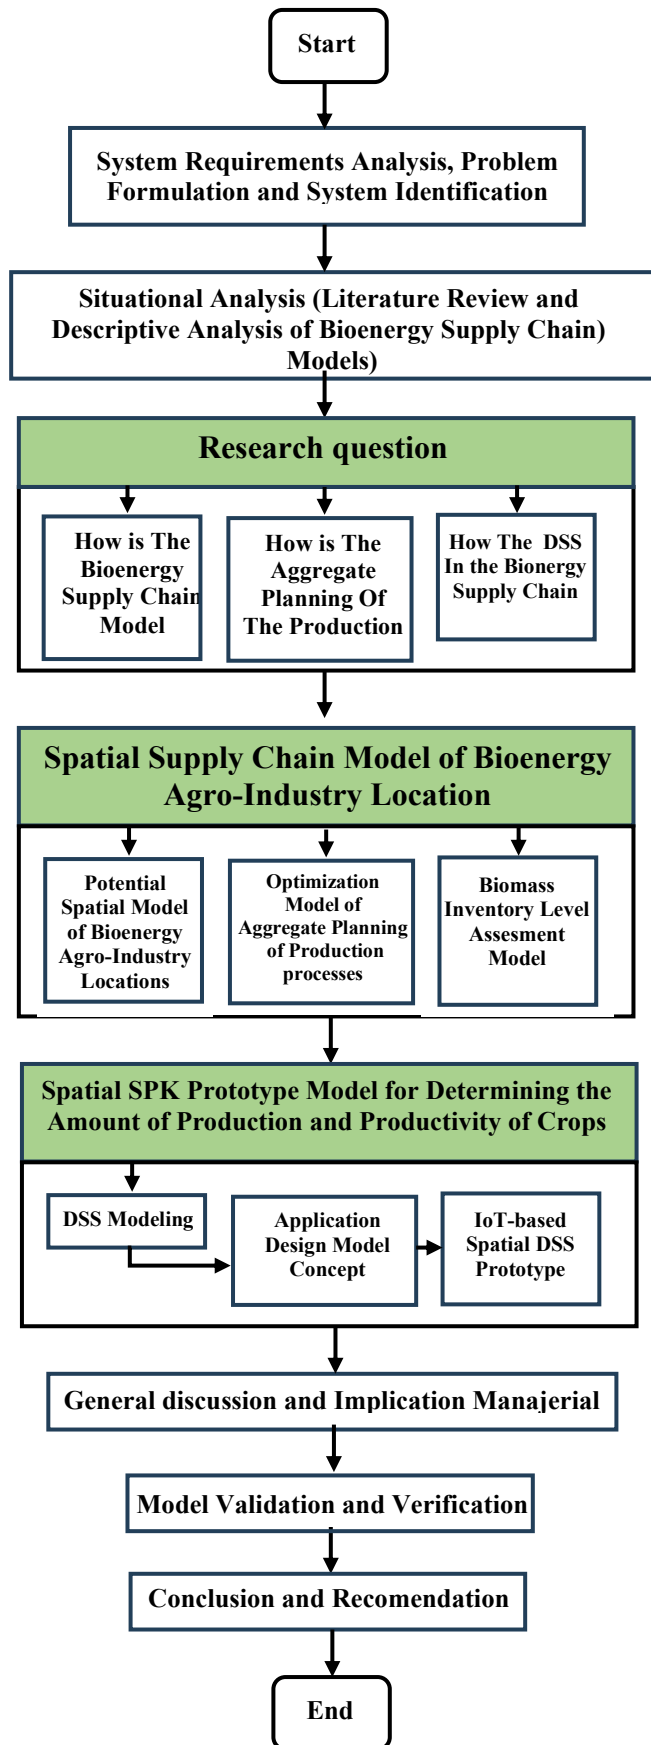 Start
System Requirements Analysis, Problem
Formulation and System Identification
Situational Analysis (Literature Review and
Descriptive Analysis of Bioenergy Supply Chain)
Models)
Research question
How is The
Bioenergy
Supply Chain
Model
How is The
Aggregate
Planning Of
The Production
How The DSS
In the Bionergy
Supply Chain
Spatial Supply Chain Model of Bioenergy
Agro-Industry Location
Potential
Spatial Model
of Bioenergy
Agro-Industry
Locations
Optimization
Model of
Aggregate Planning
of Production
processes
Biomass
Inventory Level
Assesment
Model
Spatial SPK Prototype Model for Determining the
Amount of Production and Productivity of Crops
DSS Modeling
Application
Design Model
Concept
IoT-based
Spatial DSS
Prototype
General discussion and Implication Manajerial
Model Validation and Verification
Conclusion and Recomendation
End